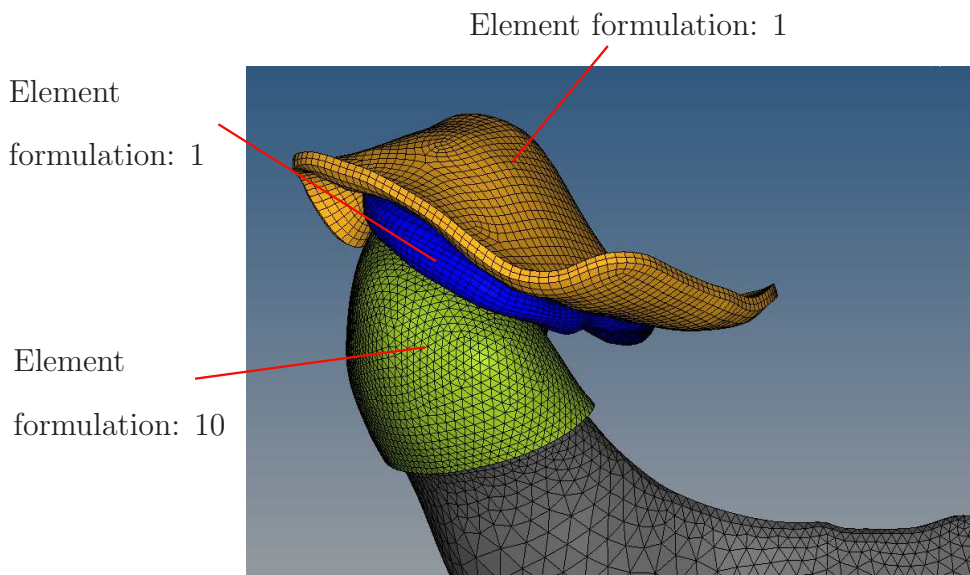 Element formulation: 1
Element
formulation: 1
Element
formulation: 10